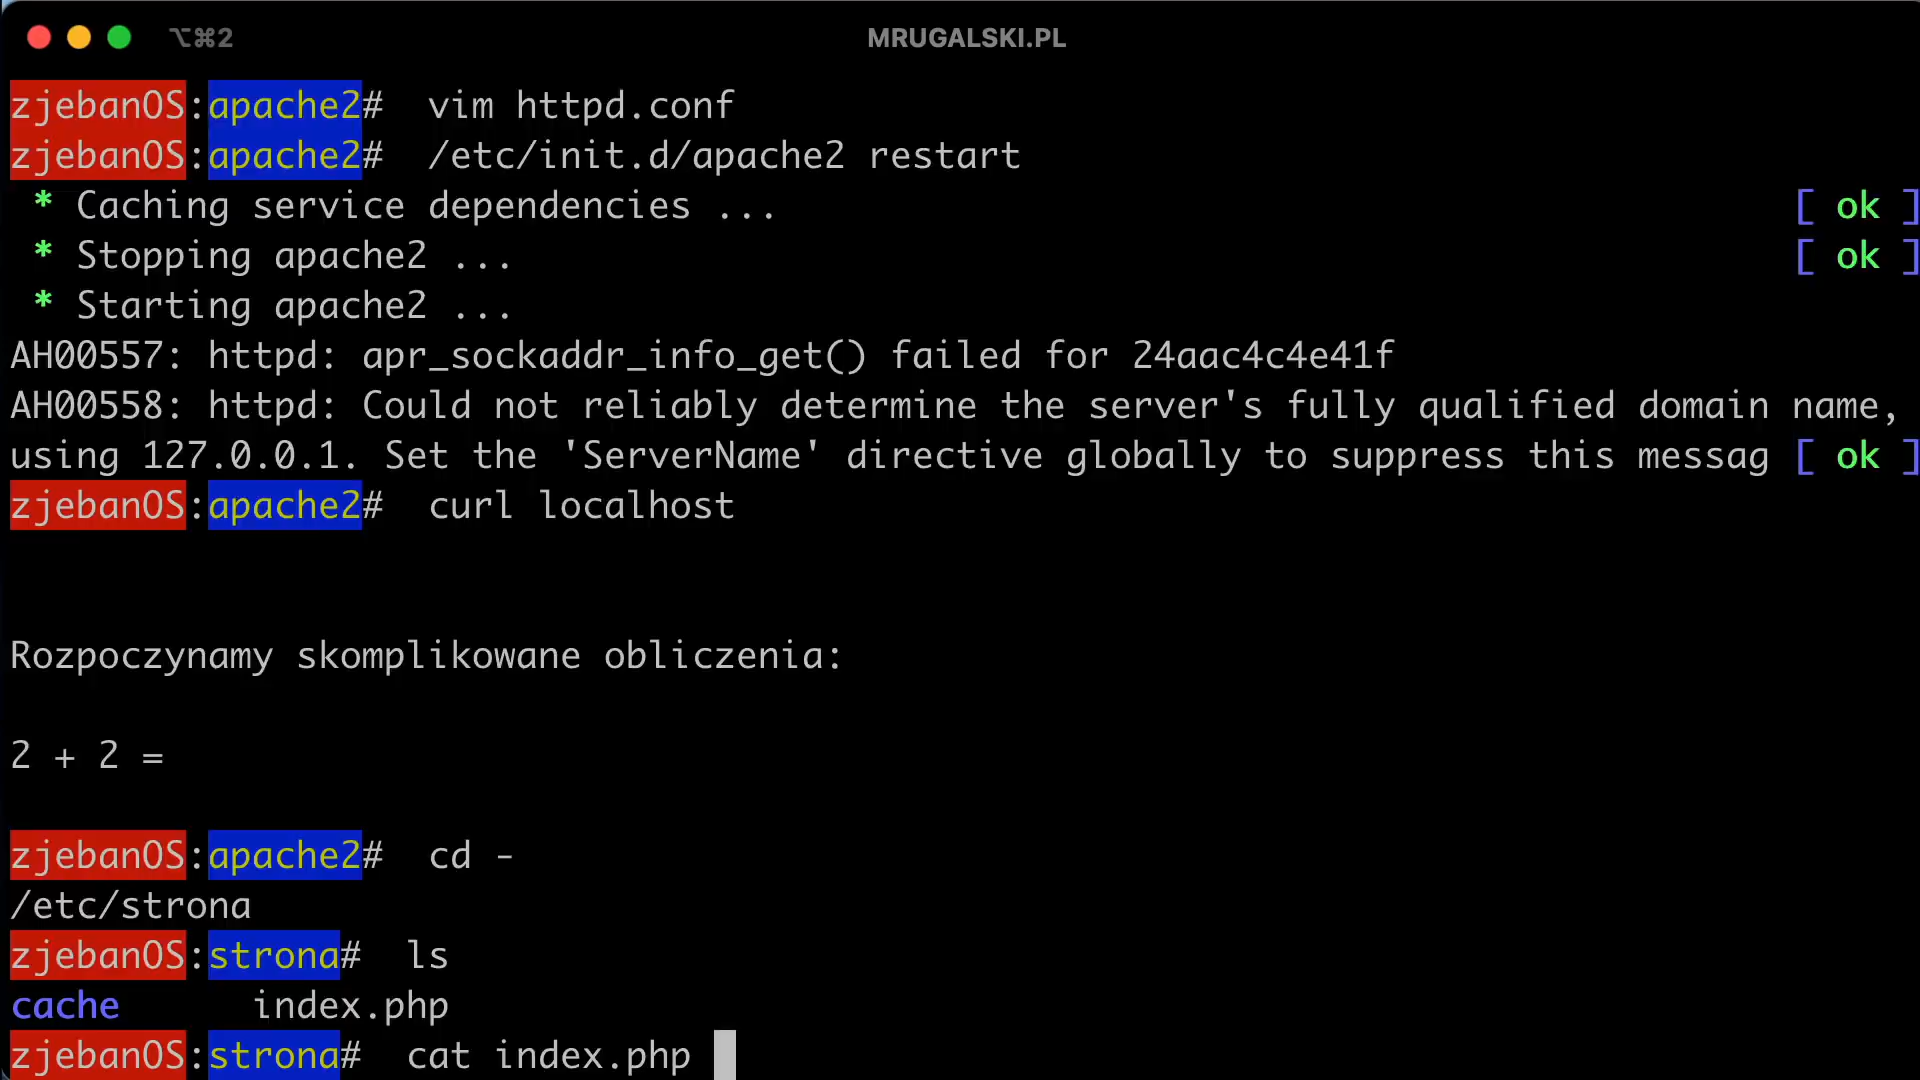 ⌥⌘2
MRUGALSKI.PL
zjebanOS:apache2#  vim httpd.conf
zjebanOS:apache2#  /etc/init.d/apache2 restart
 * Caching service dependencies ... [ ok ]
 * Stopping apache2 ... [ ok ]
 * Starting apache2 ...
AH00557: httpd: apr_sockaddr_info_get() failed for 24aac4c4e41f
AH00558: httpd: Could not reliably determine the server's fully qualified domain name,
using 127.0.0.1. Set the 'ServerName' directive globally to suppress this messag [ ok ]
zjebanOS:apache2#  curl localhost
Rozpoczynamy skomplikowane obliczenia:
2 + 2 =
zjebanOS:apache2#  cd -
/etc/strona
zjebanOS:strona#  ls
cache      index.php
zjebanOS:strona#  cat index.php